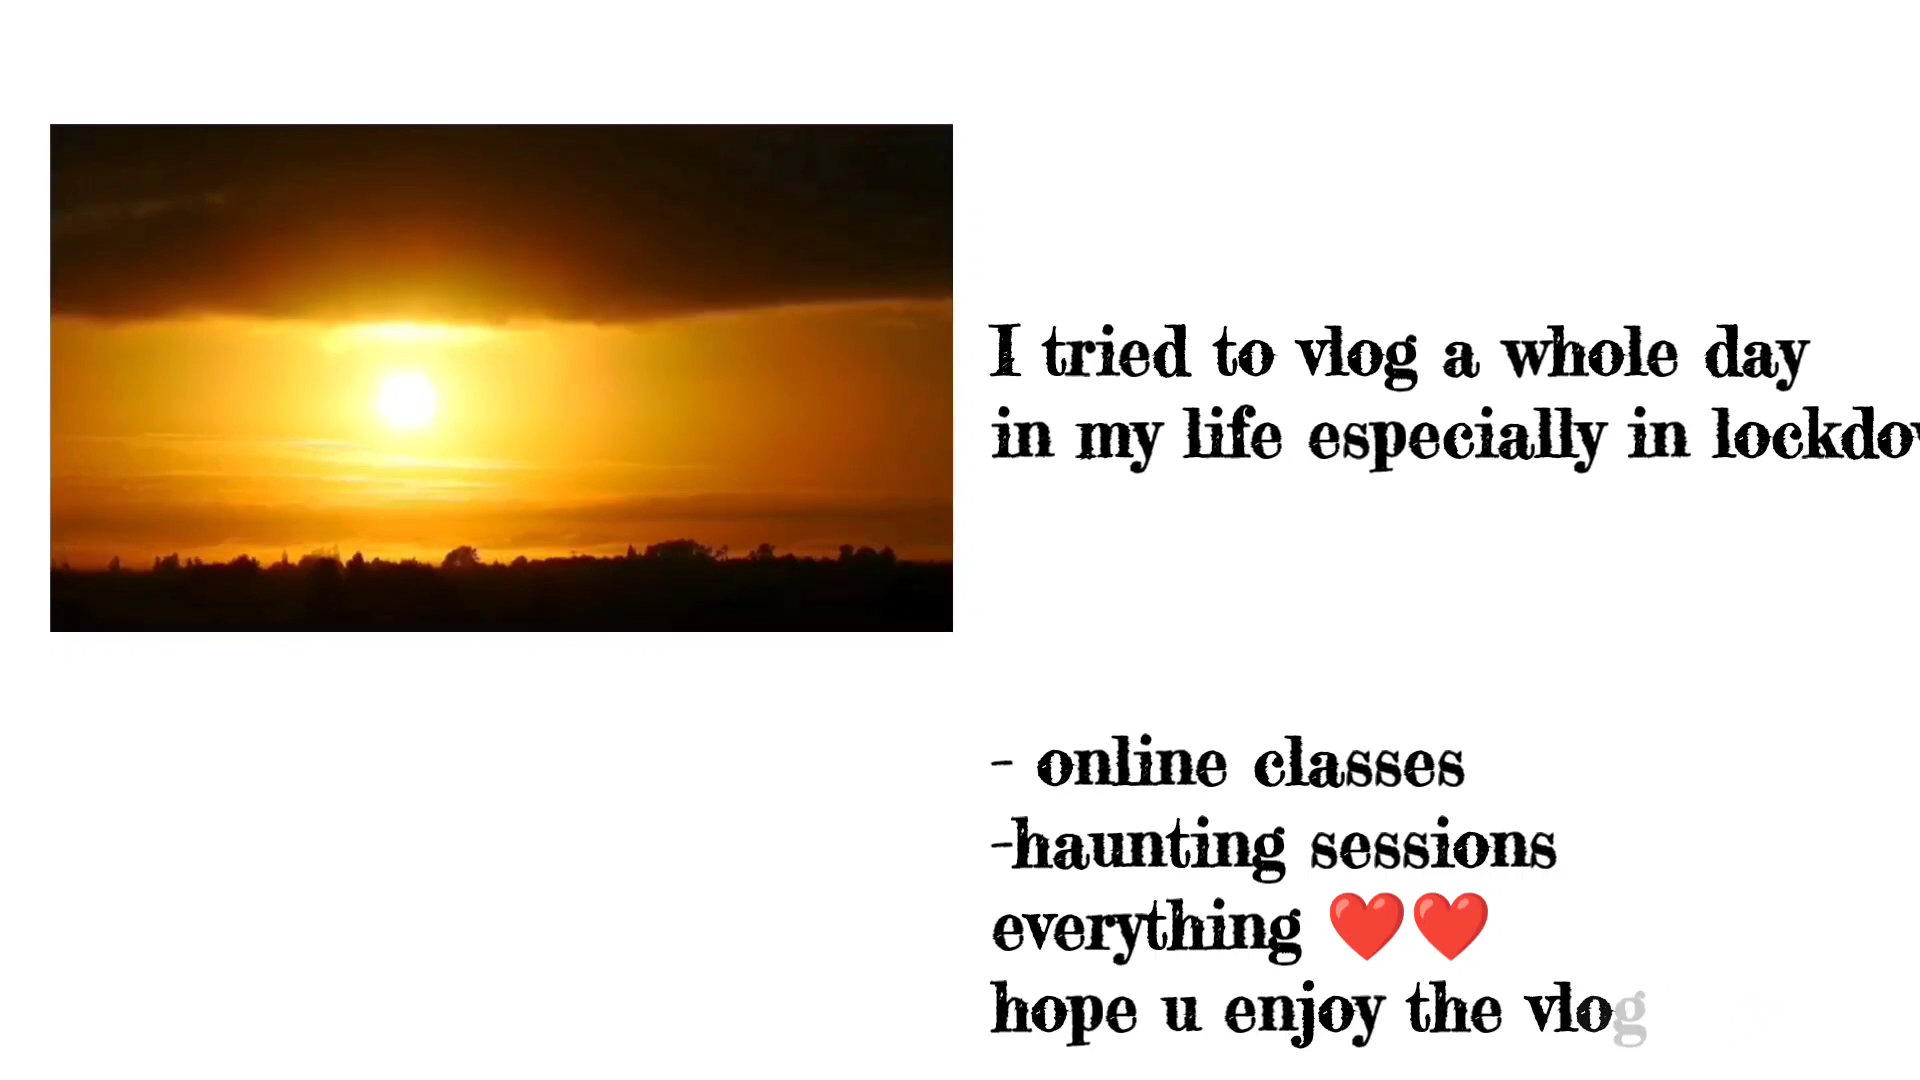 I tried to vlog a whole day
in my life especially in
- online classes
-haunting sessions
everything ❤️❤️
hope u enjoy the vlog